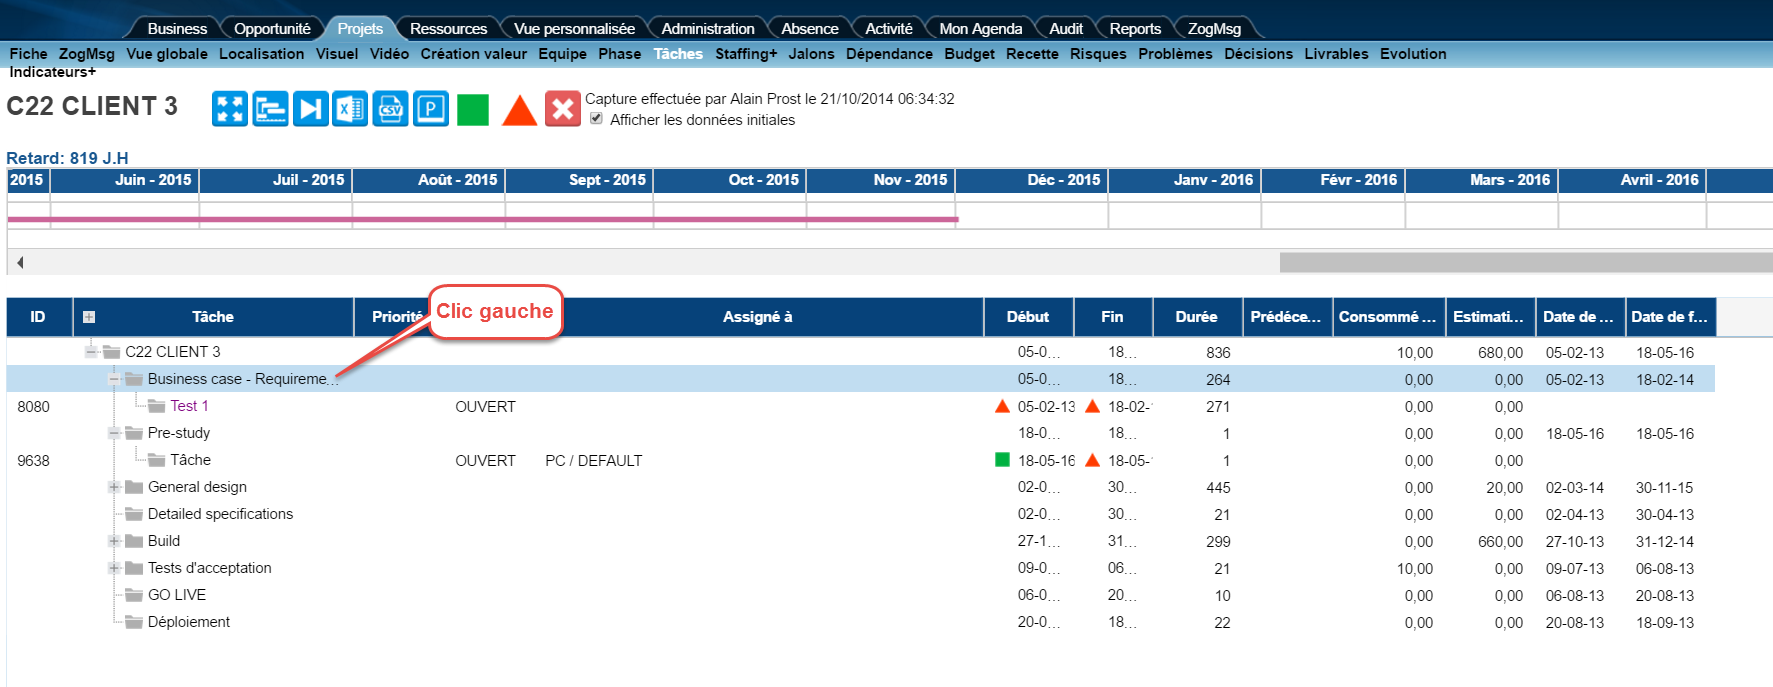 Business Opportunité Projets Ressources Vue personnalisée Administration Absence Activité Mon Agenda Audit Reports ZogMsg
Fiche ZogMsg Vue globale Localisation Visuel Vidéo Création valeur Equipe Phase Tâches Staffing+ Jalons Dépendance Budget Recette Risques Problèmes Décisions Livrables Evolution
Indicateurs+
C22 CLIENT 3
X CSV P
Capture effectuée par Alain Prost le 21/10/2014 06:34:32
Afficher les données initiales
Retard: 819 J.H
2015 Juin - 2015 Juil - 2015 Août - 2015 Sept - 2015 Oct - 2015 Nov - 2015 Déc - 2015 Janv - 2016 Févr - 2016 Mars - 2016 Avril - 2016
Clic gauche
ID Tâche Priorité Assigné à Début Fin Durée Prédéce... Consommé ... Estimati... Date de ... Date de f...
C22 CLIENT 3 05-0... 18... 836 10,00 680,00 05-02-13 18-05-16
Business case - Requireme... 05-0... 18... 264 0,00 0,00 05-02-13 18-02-14
8080 Test 1 OUVERT 05-02-13 18-02- 271 0,00 0,00
Pre-study 18-0... 18... 1 0,00 0,00 18-05-16 18-05-16
9638 Tâche OUVERT PC / DEFAULT 18-05-16 18-05- 1 0,00 0,00
General design 02-0... 30... 445 0,00 20,00 02-03-14 30-11-15
Detailed specifications 02-0... 30... 21 0,00 0,00 02-04-13 30-04-13
Build 27-1... 31... 299 0,00 660,00 27-10-13 31-12-14
Tests d'acceptation 09-0... 06... 21 10,00 0,00 09-07-13 06-08-13
GO LIVE 06-0... 20... 10 0,00 0,00 06-08-13 20-08-13
Déploiement 20-0... 18... 22 0,00 0,00 20-08-13 18-09-13